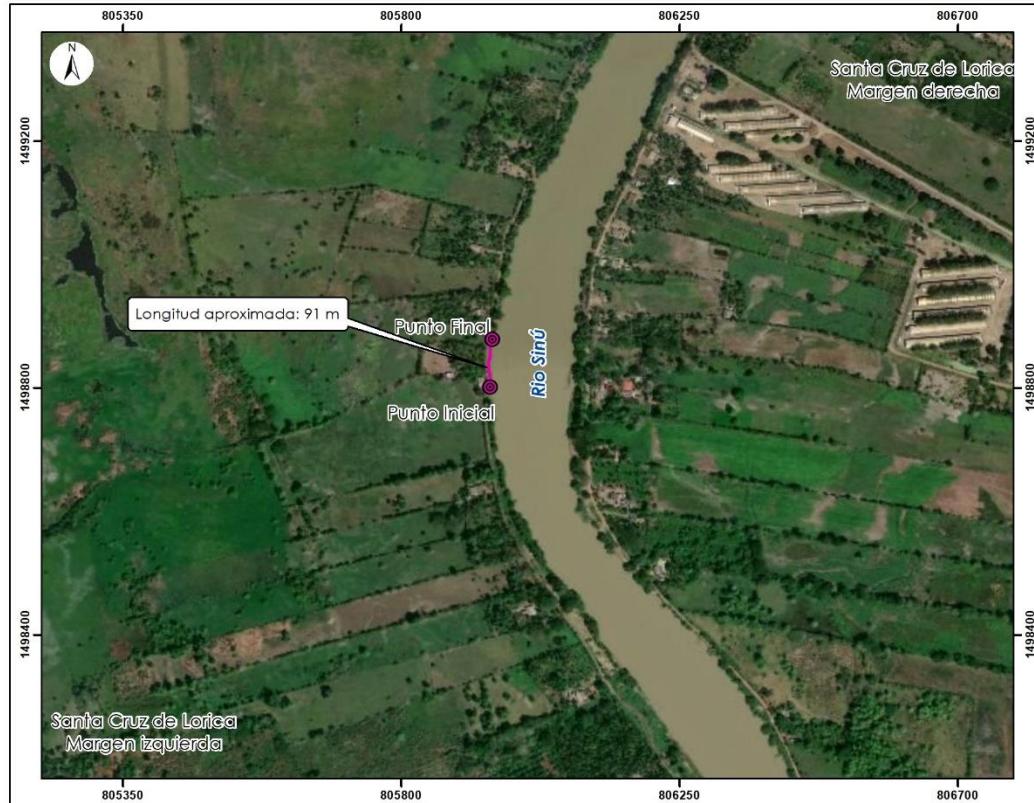 805350 805800 806250 806700
N
Santa Cruz de Lorica
Margen derecha
1499200 1499200
Longitud aproximada: 91 m
Punto Final
Río Sinú
1498800 1498800
Punto Inicial
1498400 1498400
Santa Cruz de Lorica
Margen izquierda
805350 805800 806250 806700